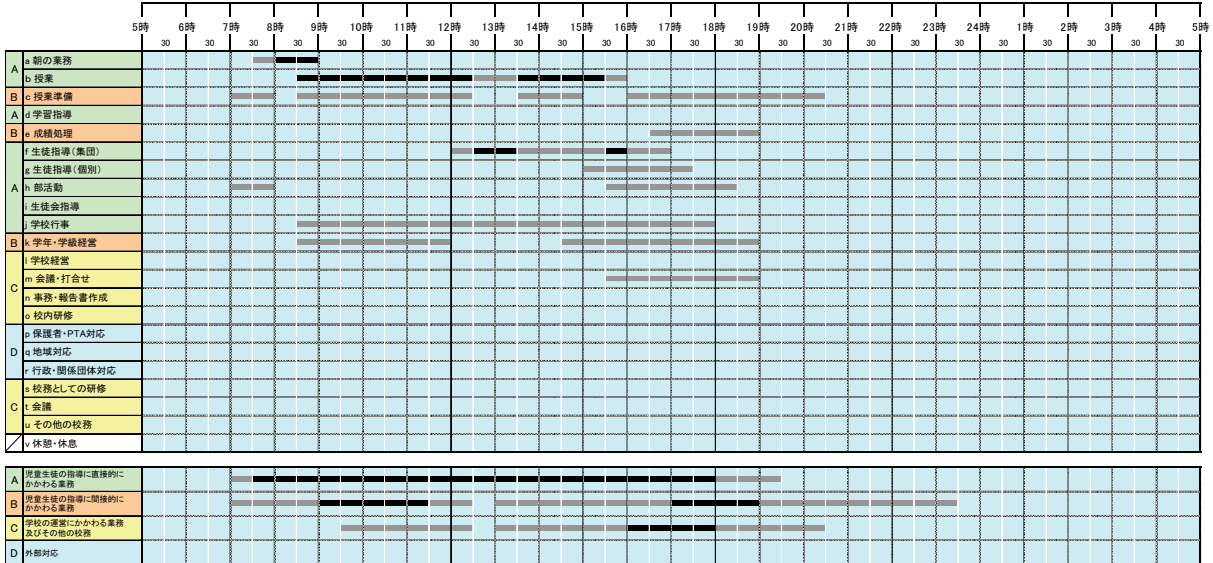 5時 6時 7時 8時 9時 10時 11時 12時 13時 14時 15時 16時 17時 18時 19時 20時 21時 22時 23時 24時 1時 2時 3時 4時 5時
30 30 30 30 30 30 30 30 30 30 30 30 30 30 30 30 30 30 30 30 30 30 30 30
A
a 朝の業務
b 授業
B c 授業準備
A d 学習指導
B e 成績処理
A
f 生徒指導(集団)
g 生徒指導(個別)
h 部活動
i 生徒会指導
j 学校行事
B k 学年・学級経営
C
l 学校経営
m 会議・打合せ
n 事務・報告書作成
o 校内研修
D
p 保護者・PTA対応
q 地域対応
r 行政・関係団体対応
C
s 校務としての研修
t 会議
u その他の校務
v 休憩・休息
A 児童生徒の指導に直接的に
かかわる業務
B 児童生徒の指導に間接的に
かかわる業務
C 学校の運営にかかわる業務
及びその他の校務
D 外部対応